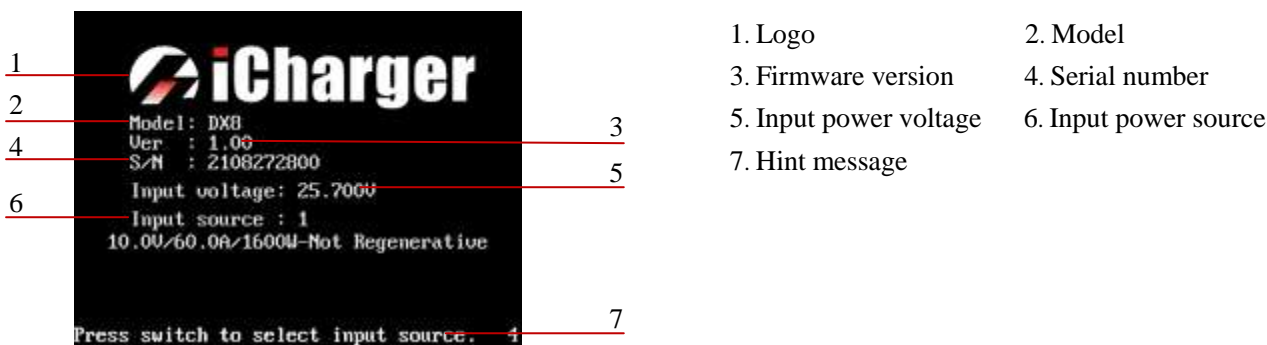 iCharger
Model: DX8
Ver : 1.00
S/N : 2108272800
Input voltage: 25.700V
Input source : 1
10.0V/60.0A/1600W-Not Regenerative
Press switch to select input source. 4
1
2
4
6
3
5
7
1. Logo 2. Model
3. Firmware version 4. Serial number
5. Input power voltage 6. Input power source
7. Hint message